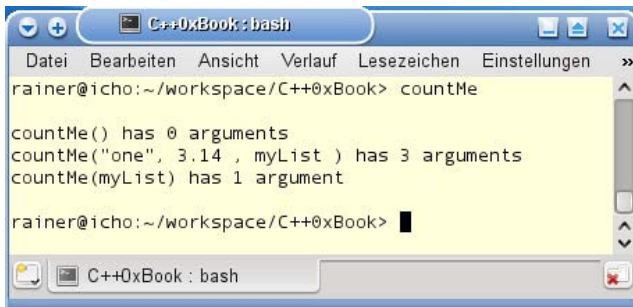 C++0xBook : bash
Datei Bearbeiten Ansicht Verlauf Lesezeichen Einstellungen »
rainer@icho:~/workspace/C++0xBook> countMe
countMe() has 0 arguments
countMe("one", 3.14 , myList ) has 3 arguments
countMe(myList) has 1 argument
rainer@icho:~/workspace/C++0xBook>
C++0xBook : bash